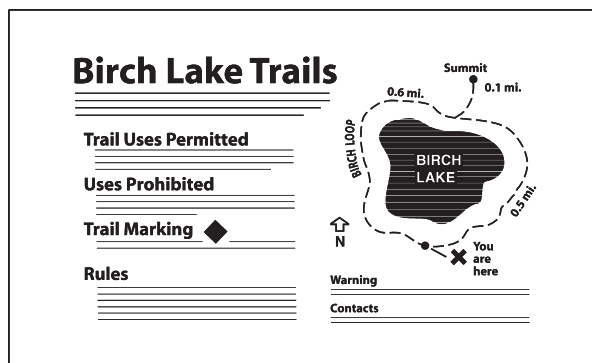 Birch Lake Trails
Trail Uses Permitted
Uses Prohibited
Trail Marking
Rules
Summit
0.1 mi.
0.6 mi.
BIRCH LOOP
BIRCH
LAKE
0.5 mi.
N
You
are
here
Warning
Contacts